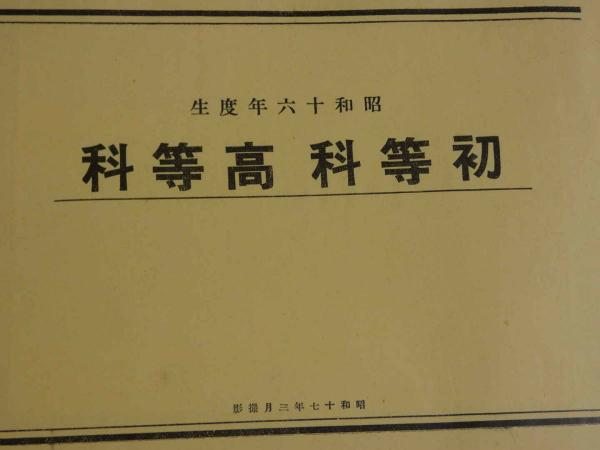 昭和十六年度生
初等科 高等科
昭和十七年三月撮影